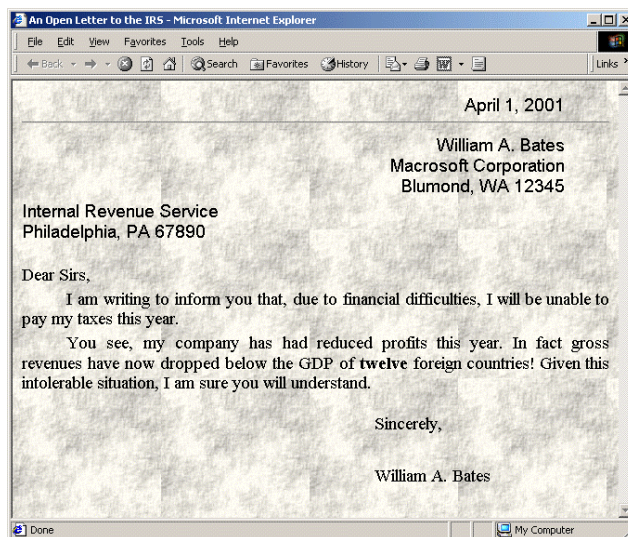 An Open Letter to the IRS - Microsoft Internet Explorer
File Edit View Favorites Tools Help
Back Search Favorites History Links
April 1, 2001
William A. Bates
Macrosoft Corporation
Blumond, WA 12345
Internal Revenue Service
Philadelphia, PA 67890
Dear Sirs,
I am writing to inform you that, due to financial difficulties, I will be unable to
pay my taxes this year.
You see, my company has had reduced profits this year. In fact gross
revenues have now dropped below the GDP of twelve foreign countries! Given this
intolerable situation, I am sure you will understand.
Sincerely,
William A. Bates
Done My Computer